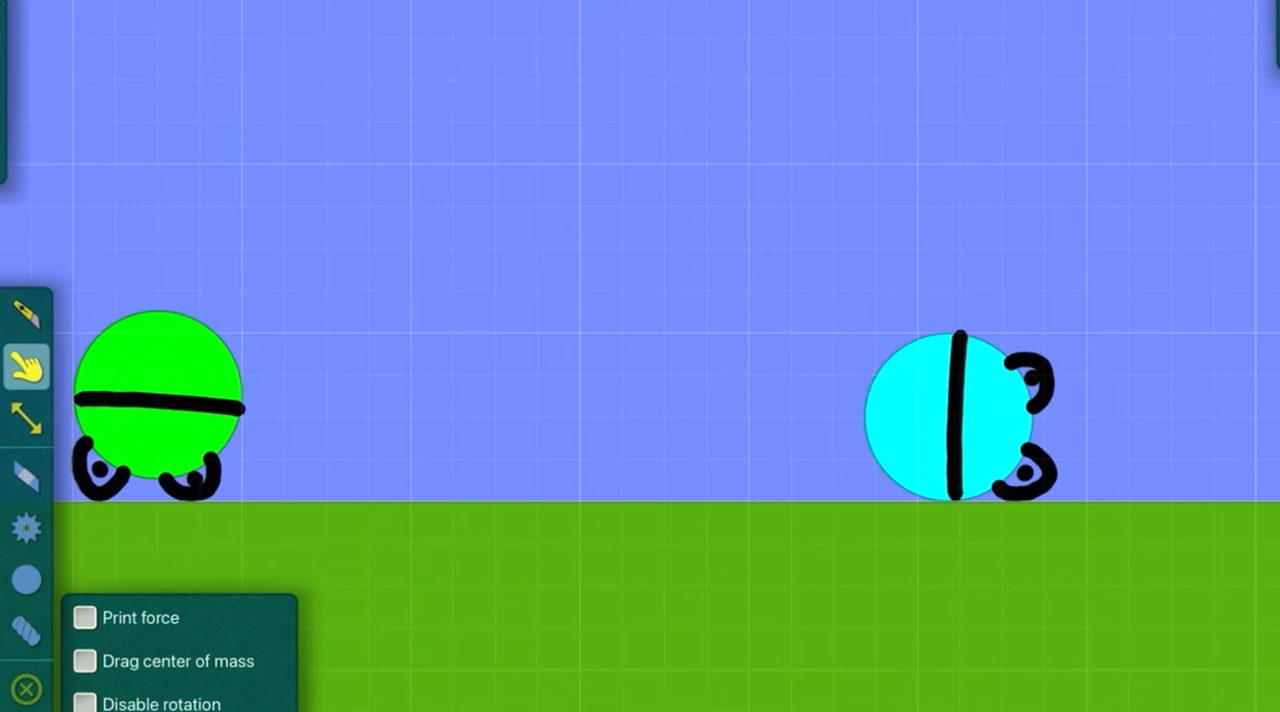 Print force
Drag center of mass
Disable rotation